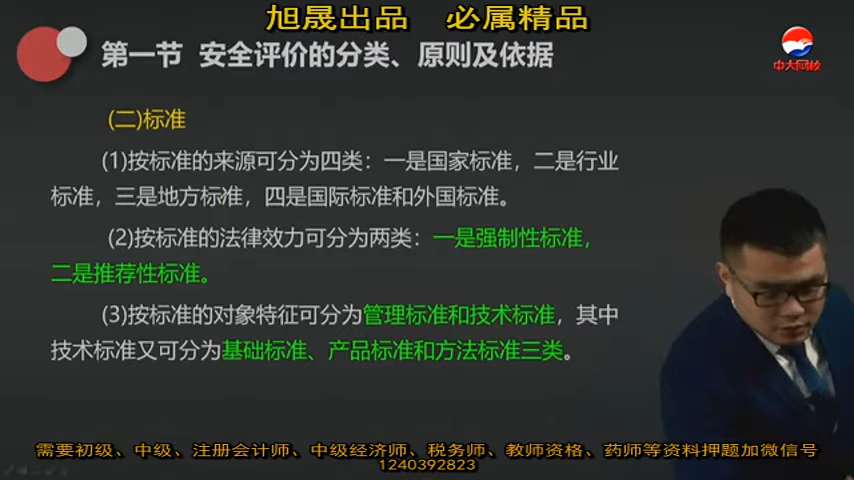 旭晟出品 必属精品
第一节 安全评价的分类、原则及依据
中大网校
(二)标准
(1)按标准的来源可分为四类：一是国家标准，二是行业
标准，三是地方标准，四是国际标准和外国标准。
(2)按标准的法律效力可分为两类：一是强制性标准，
二是推荐性标准。
(3)按标准的对象特征可分为管理标准和技术标准，其中
技术标准又可分为基础标准、产品标准和方法标准三类。
需要初级、中级、注册会计师、中级经济师、税务师、教师资格、药师等资料押题加微信号
1240392823